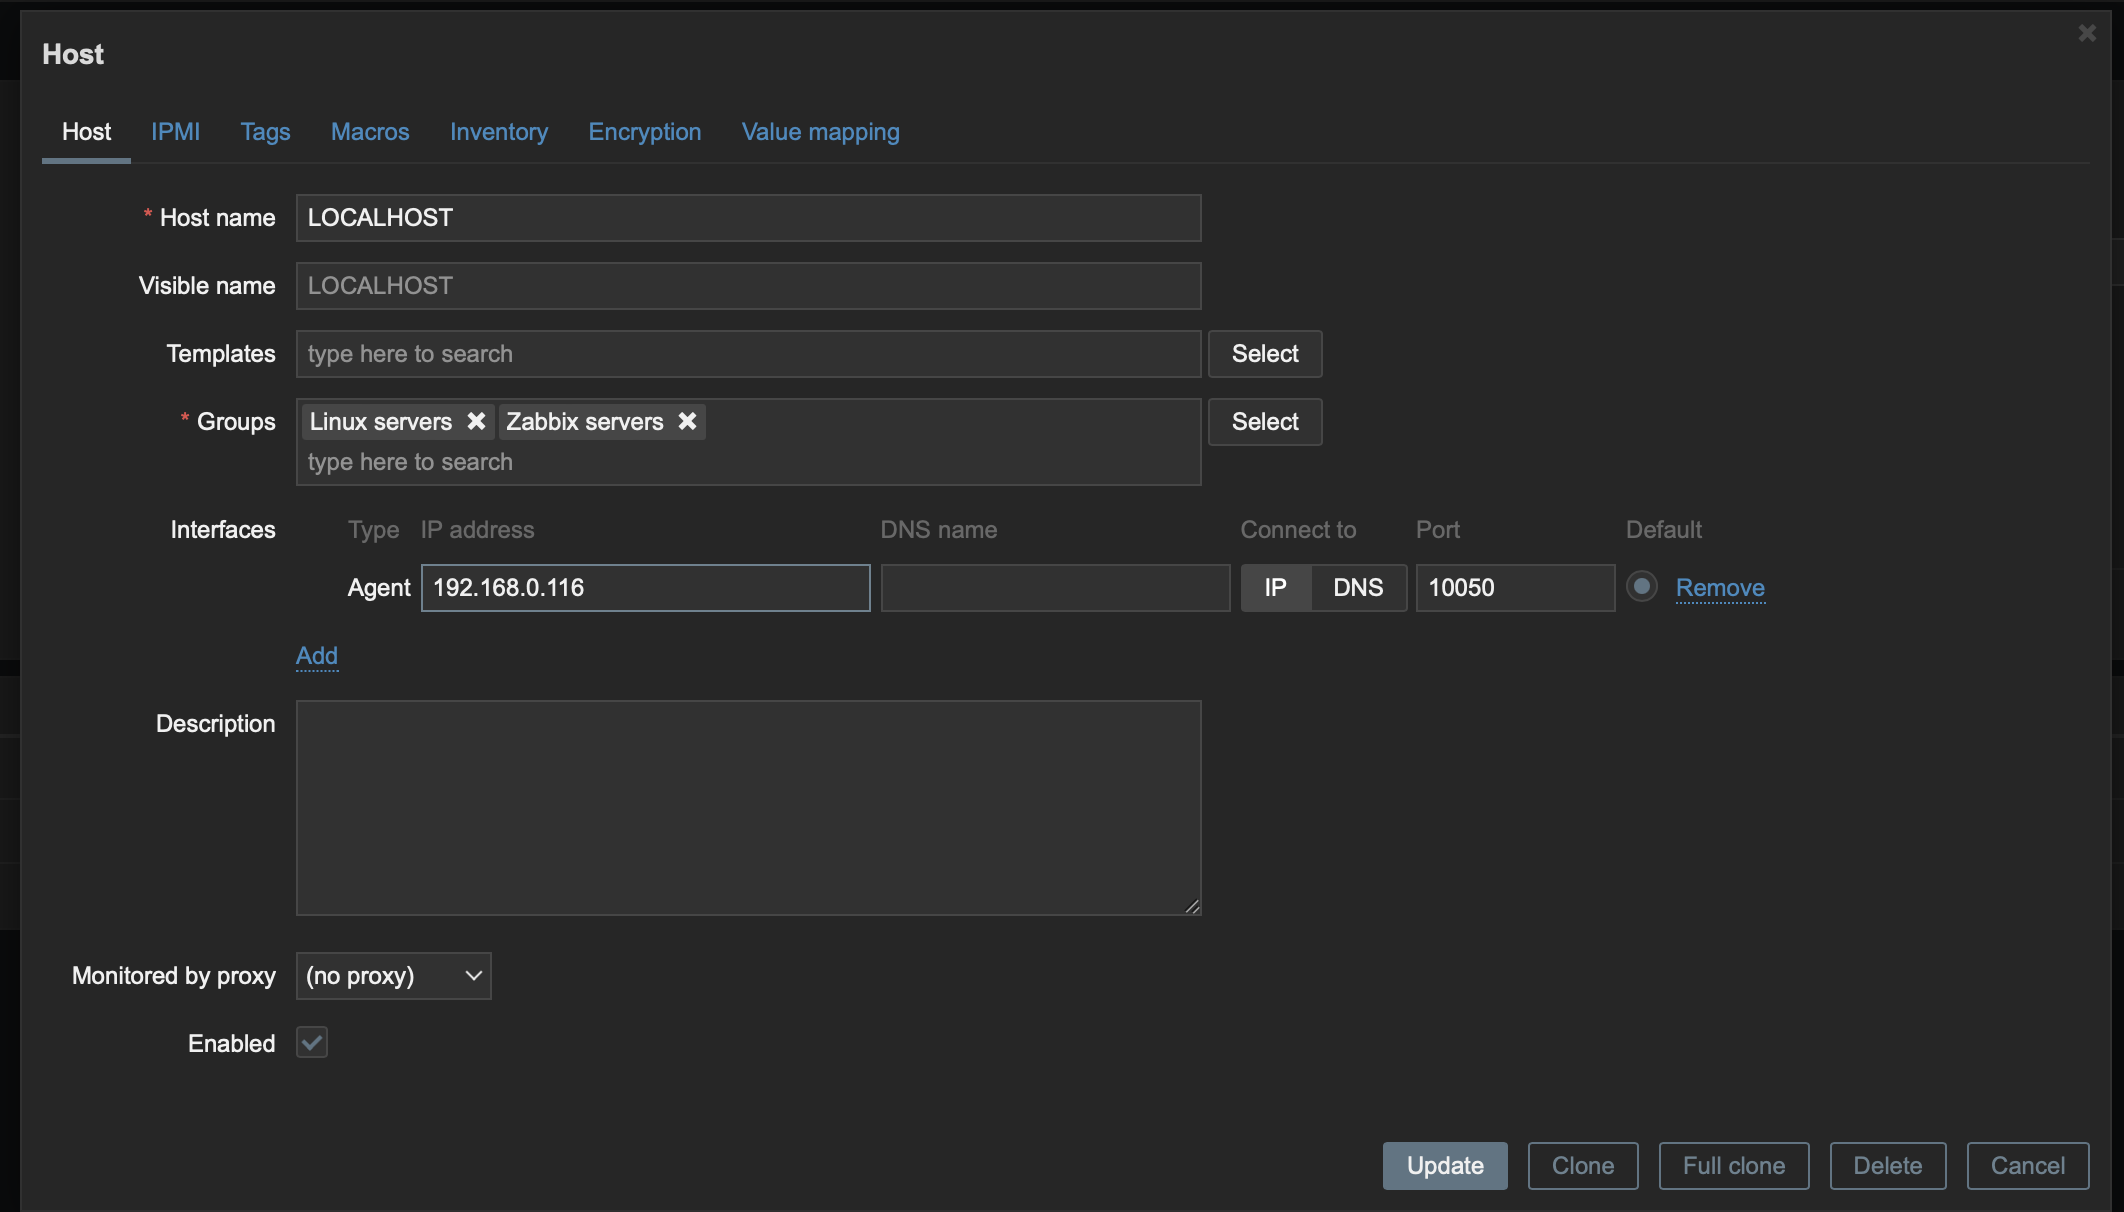 Host
Host IPMI Tags Macros Inventory Encryption Value mapping
* Host name LOCALHOST
Visible name LOCALHOST
Templates type here to search Select
* Groups Linux servers Zabbix servers Select
type here to search
Interfaces Type IP address DNS name Connect to Port Default
Agent 192.168.0.116 IP DNS 10050 Remove
Add
Description
Monitored by proxy (no proxy)
Enabled
Update Clone Full clone Delete Cancel